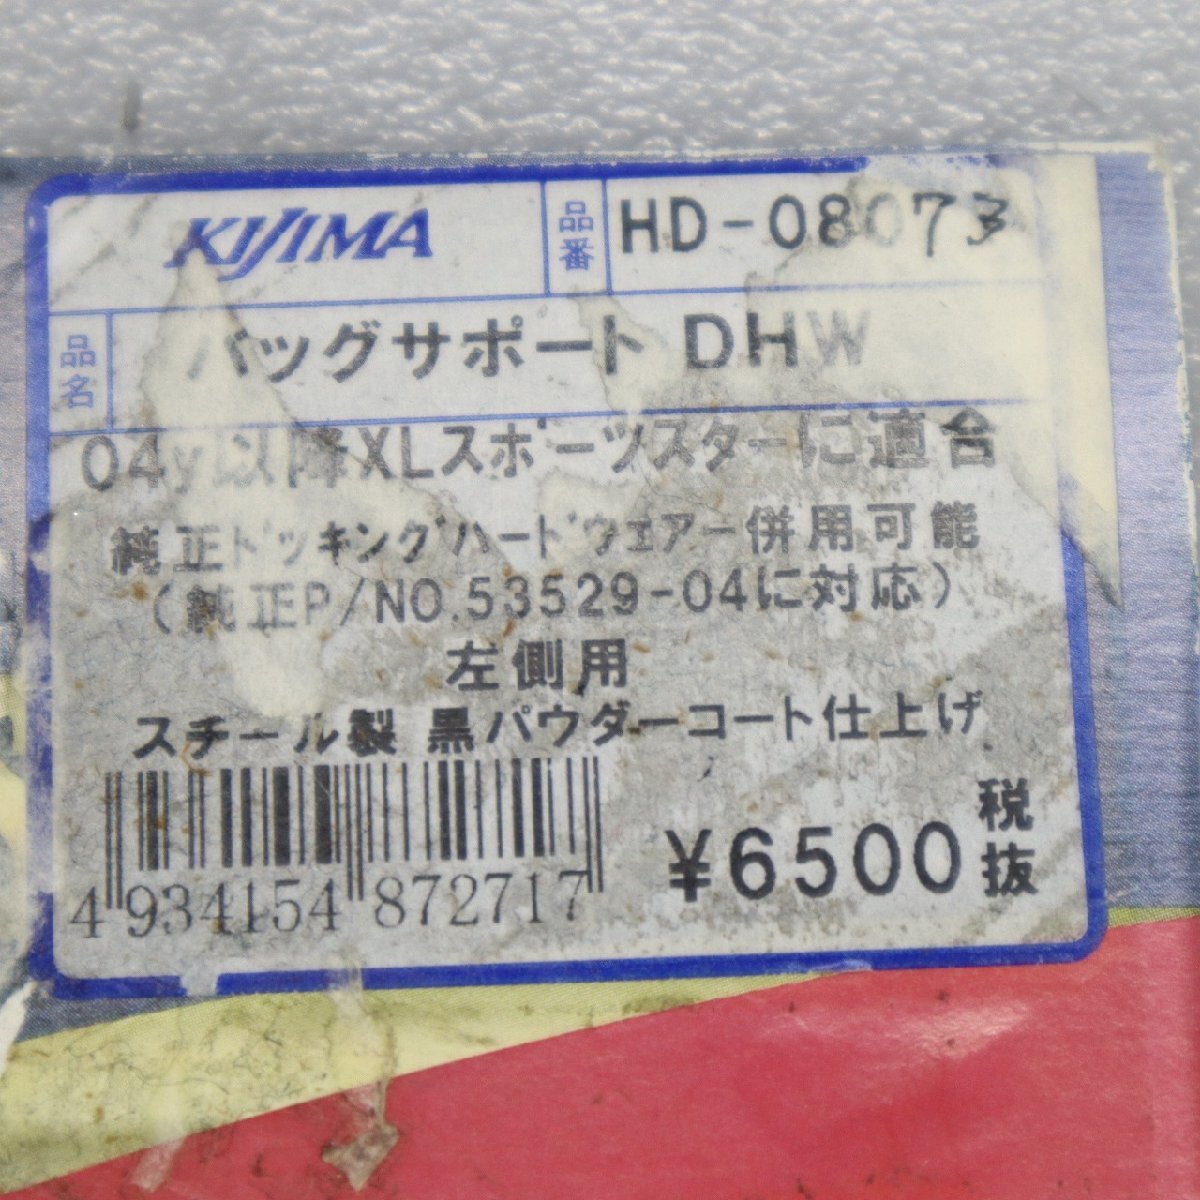 KIJIMA 品番 HD-08073
品名 バッグサポート DHW
04y以降XLスポーツスターに適合
純正ドッキングハードウェアー併用可能
(純正P/NO.53529-04に対応)
左側用
スチール製 黒パウダーコート仕上げ
¥6500 税抜
4934154872717